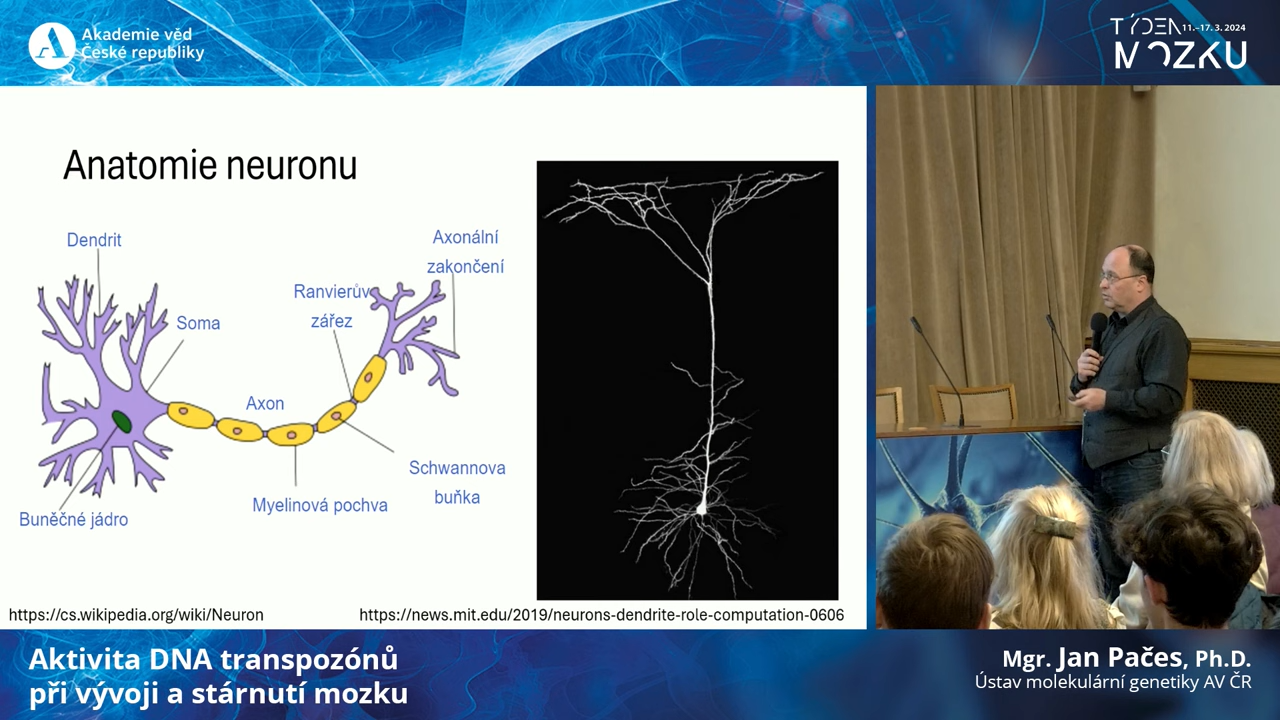 Akademie věd
České republiky
TÝDEN 11.–17. 3. 2024
MOZKU
Anatomie neuronu
Dendrit
Soma
Ranvierův
zářez
Axonální
zakončení
Axon
Schwannova
buňka
Myelinová pochva
Buněčné jádro
https://cs.wikipedia.org/wiki/Neuron
https://news.mit.edu/2019/neurons-dendrite-role-computation-0606
Aktivita DNA transpozónů
při vývoji a stárnutí mozku
Mgr. Jan Pačes, Ph.D.
Ústav molekulární genetiky AV ČR